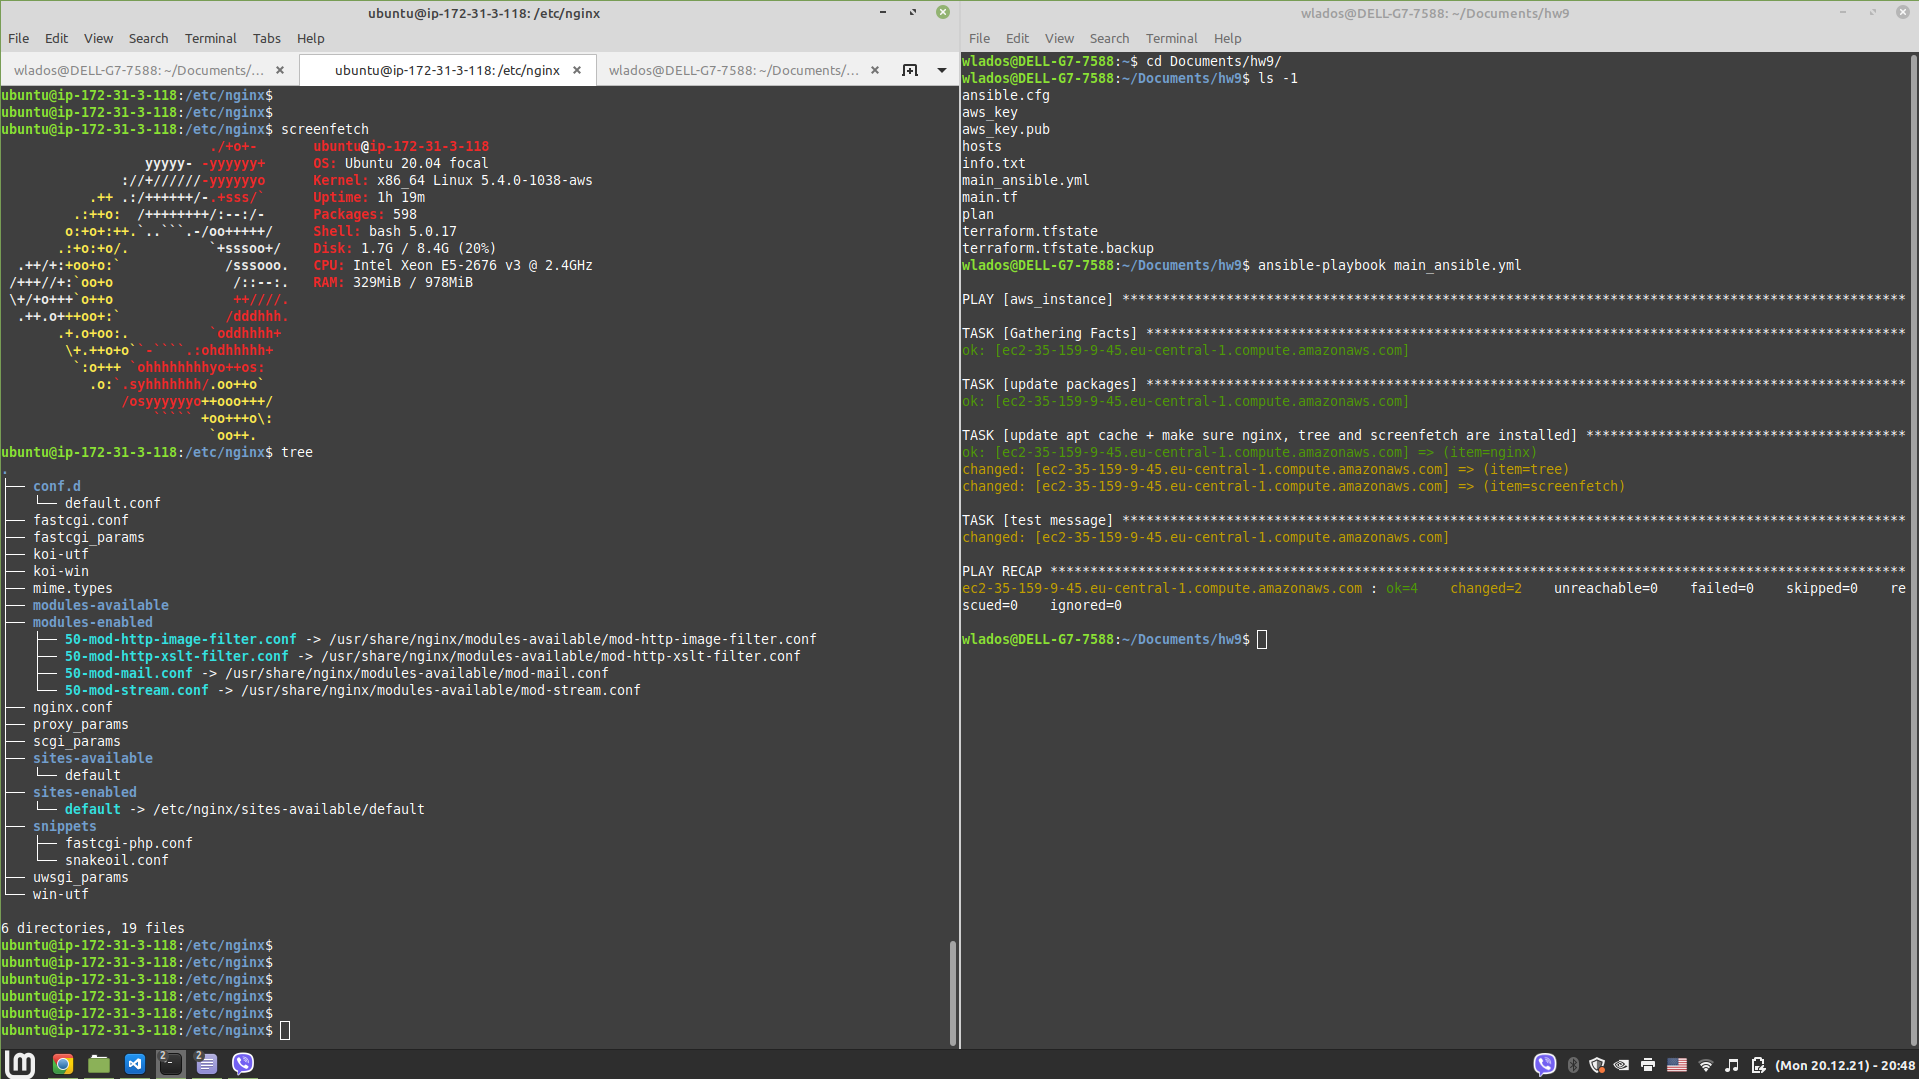 ubuntu@ip-172-31-3-118: /etc/nginx
File Edit View Search Terminal Tabs Help
wlados@DELL-G7-7588: ~/Documents/... × ubuntu@ip-172-31-3-118: /etc/nginx × wlados@DELL-G7-7588: ~/Documents/... ×
ubuntu@ip-172-31-3-118:/etc/nginx$
ubuntu@ip-172-31-3-118:/etc/nginx$
ubuntu@ip-172-31-3-118:/etc/nginx$ screenfetch
                          ./+o+-       ubuntu@ip-172-31-3-118
                  yyyyy- -yyyyyy+      OS: Ubuntu 20.04 focal
               ://+//////-yyyyyyo      Kernel: x86_64 Linux 5.4.0-1038-aws
           .++ .:/++++++/-.+sss/`      Uptime: 1h 19m
         .:++o:  /++++++++/:--:/-      Packages: 598
        o:+o+:++.`..```.-/oo+++++/     Shell: bash 5.0.17
       .:+o:+o/.          `+sssoo+/    Disk: 1.7G / 8.4G (20%)
  .++/+:+oo+o:`             /sssooo.   CPU: Intel Xeon E5-2676 v3 @ 2.4GHz
 /+++//+:`oo+o               /::--:.   RAM: 329MiB / 978MiB
 \+/+o+++`o++o               ++////.
  .++.o+++oo+:`             /dddhhh.
       .+.o+oo:.          `oddhhhh+
        \+.++o+o``-````.:ohdhhhhh+
         `:o+++ `ohhhhhhhhyo++os:
           .o:`.syhhhhhhh/.oo++o`
               /osyyyyyyo++ooo+++/
                   ````` +oo+++o\:
                          `oo++.
ubuntu@ip-172-31-3-118:/etc/nginx$ tree
.
├── conf.d
│   └── default.conf
├── fastcgi.conf
├── fastcgi_params
├── koi-utf
├── koi-win
├── mime.types
├── modules-available
├── modules-enabled
│   ├── 50-mod-http-image-filter.conf -> /usr/share/nginx/modules-available/mod-http-image-filter.conf
│   ├── 50-mod-http-xslt-filter.conf -> /usr/share/nginx/modules-available/mod-http-xslt-filter.conf
│   ├── 50-mod-mail.conf -> /usr/share/nginx/modules-available/mod-mail.conf
│   └── 50-mod-stream.conf -> /usr/share/nginx/modules-available/mod-stream.conf
├── nginx.conf
├── proxy_params
├── scgi_params
├── sites-available
│   └── default
├── sites-enabled
│   └── default -> /etc/nginx/sites-available/default
├── snippets
│   ├── fastcgi-php.conf
│   └── snakeoil.conf
├── uwsgi_params
└── win-utf

6 directories, 19 files
ubuntu@ip-172-31-3-118:/etc/nginx$
ubuntu@ip-172-31-3-118:/etc/nginx$
ubuntu@ip-172-31-3-118:/etc/nginx$
ubuntu@ip-172-31-3-118:/etc/nginx$
ubuntu@ip-172-31-3-118:/etc/nginx$
ubuntu@ip-172-31-3-118:/etc/nginx$
wlados@DELL-G7-7588: ~/Documents/hw9
File Edit View Search Terminal Help
wlados@DELL-G7-7588:~$ cd Documents/hw9/
wlados@DELL-G7-7588:~/Documents/hw9$ ls -1
ansible.cfg
aws_key
aws_key.pub
hosts
info.txt
main_ansible.yml
main.tf
plan
terraform.tfstate
terraform.tfstate.backup
wlados@DELL-G7-7588:~/Documents/hw9$ ansible-playbook main_ansible.yml

PLAY [aws_instance] **************************************************************************************************

TASK [Gathering Facts] ***********************************************************************************************
ok: [ec2-35-159-9-45.eu-central-1.compute.amazonaws.com]

TASK [update packages] ***********************************************************************************************
ok: [ec2-35-159-9-45.eu-central-1.compute.amazonaws.com]

TASK [update apt cache + make sure nginx, tree and screenfetch are installed] ****************************************
ok: [ec2-35-159-9-45.eu-central-1.compute.amazonaws.com] => (item=nginx)
changed: [ec2-35-159-9-45.eu-central-1.compute.amazonaws.com] => (item=tree)
changed: [ec2-35-159-9-45.eu-central-1.compute.amazonaws.com] => (item=screenfetch)

TASK [test message] **************************************************************************************************
changed: [ec2-35-159-9-45.eu-central-1.compute.amazonaws.com]

PLAY RECAP ***********************************************************************************************************
ec2-35-159-9-45.eu-central-1.compute.amazonaws.com : ok=4    changed=2    unreachable=0    failed=0    skipped=0    re
scued=0    ignored=0

wlados@DELL-G7-7588:~/Documents/hw9$
2 2 (Mon 20.12.21) - 20:48